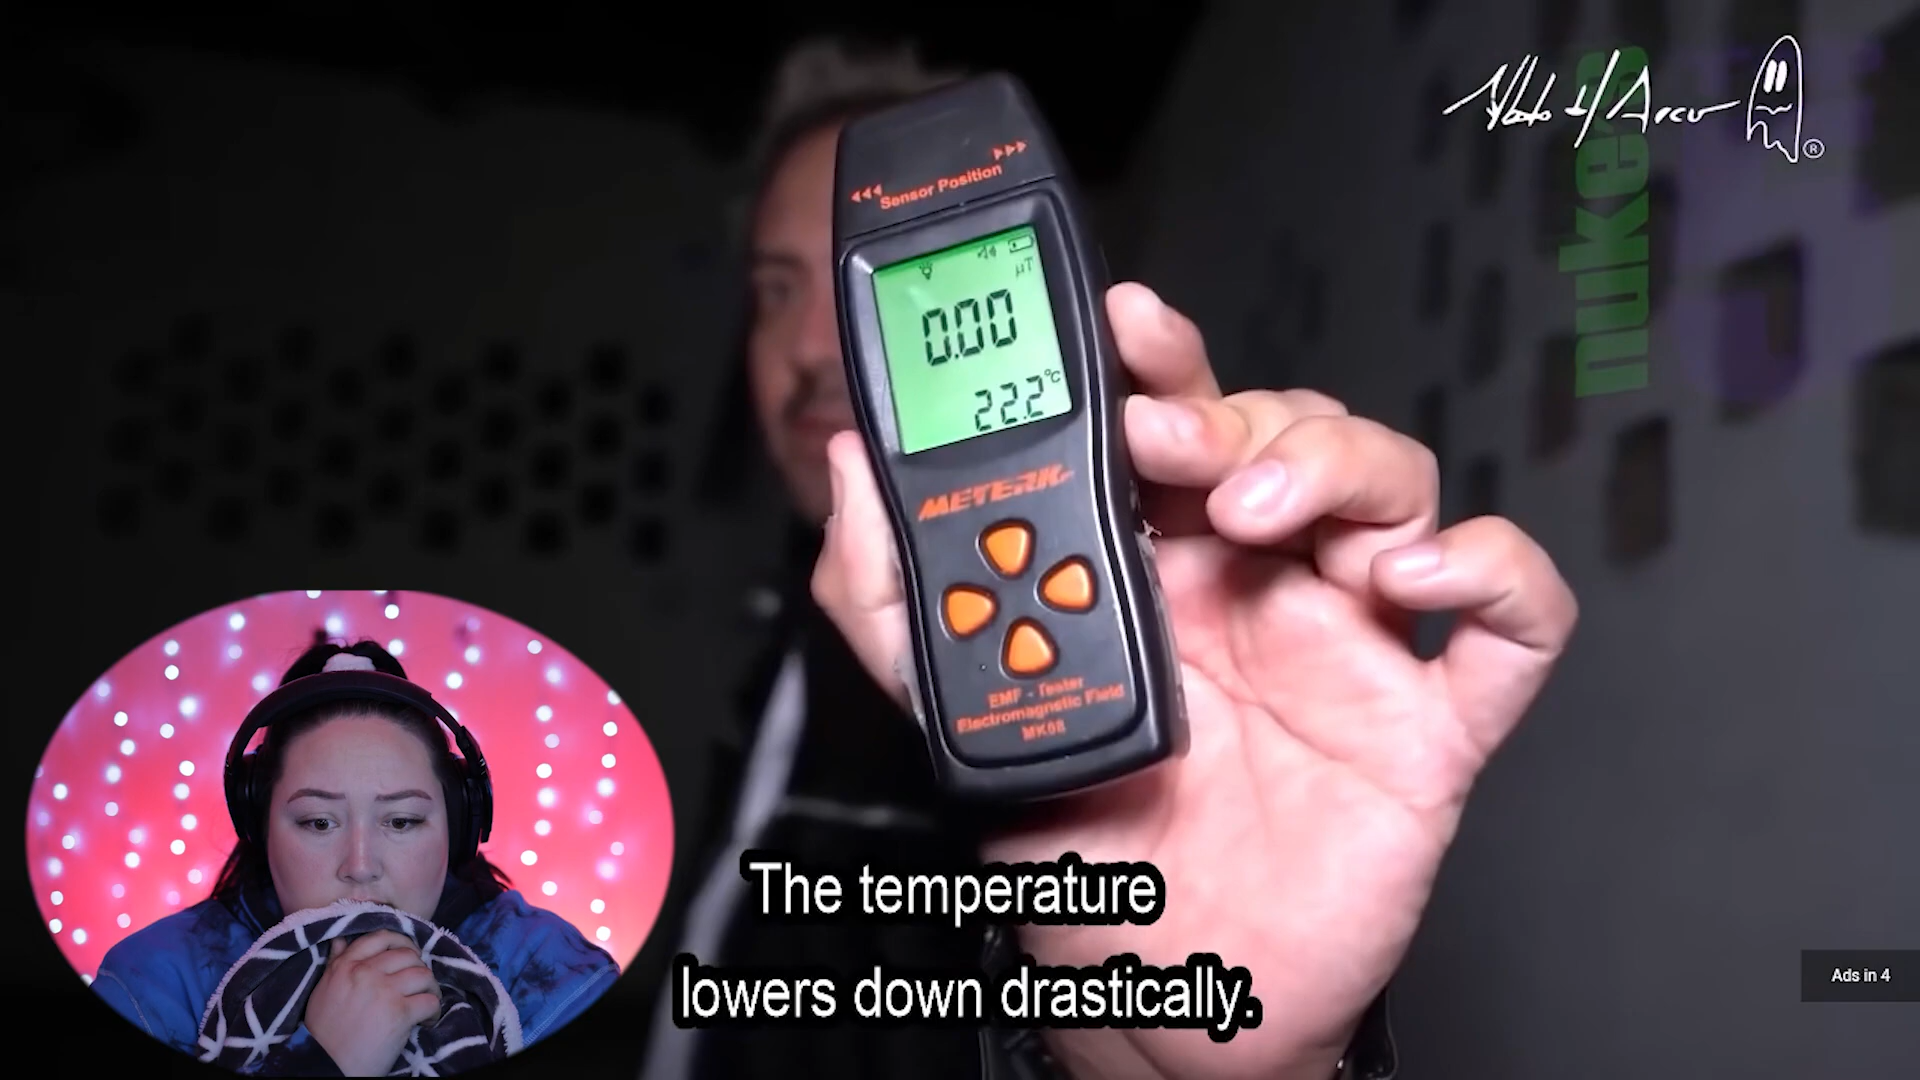 nukees
Sensor Position
µT
0.00
22.2°C
METERK
EMF - Tester
Electromagnetic Field
MK08
The temperature
lowers down drastically.
Ads in 4